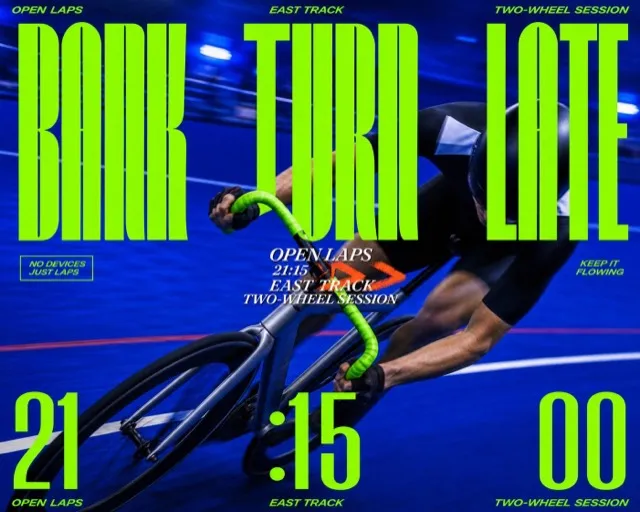 OPEN LAPS EAST TRACK TWO-WHEEL SESSION
BANK TURN LATE
NO DEVICES
JUST LAPS
KEEP IT
FLOWING
OPEN LAPS
21:15
EAST TRACK
TWO-WHEEL SESSION
21 :15 00
OPEN LAPS EAST TRACK TWO-WHEEL SESSION